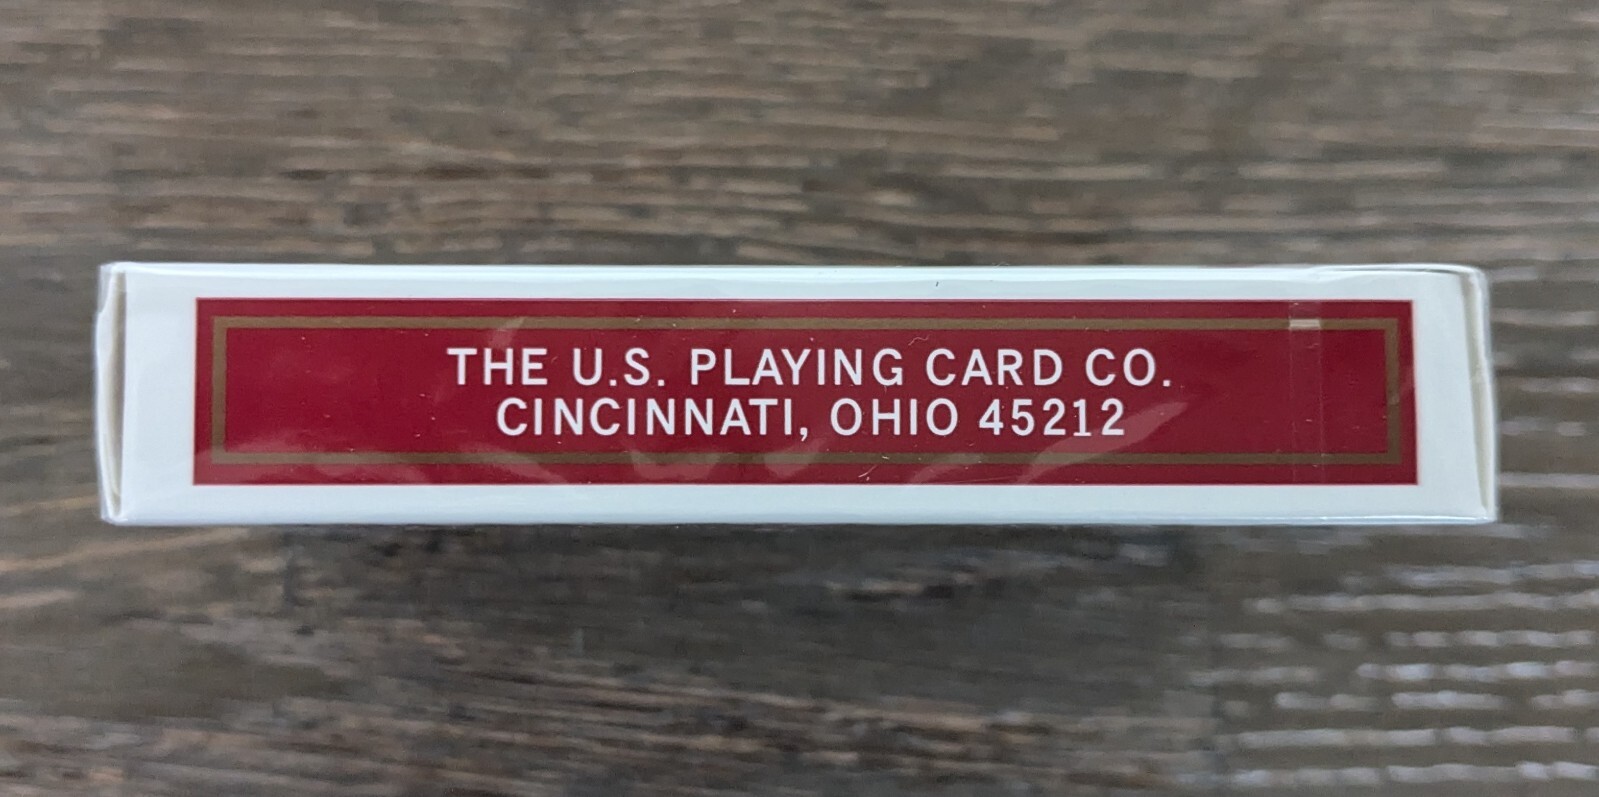 THE U.S. PLAYING CARD CO.
CINCINNATI, OHIO 45212